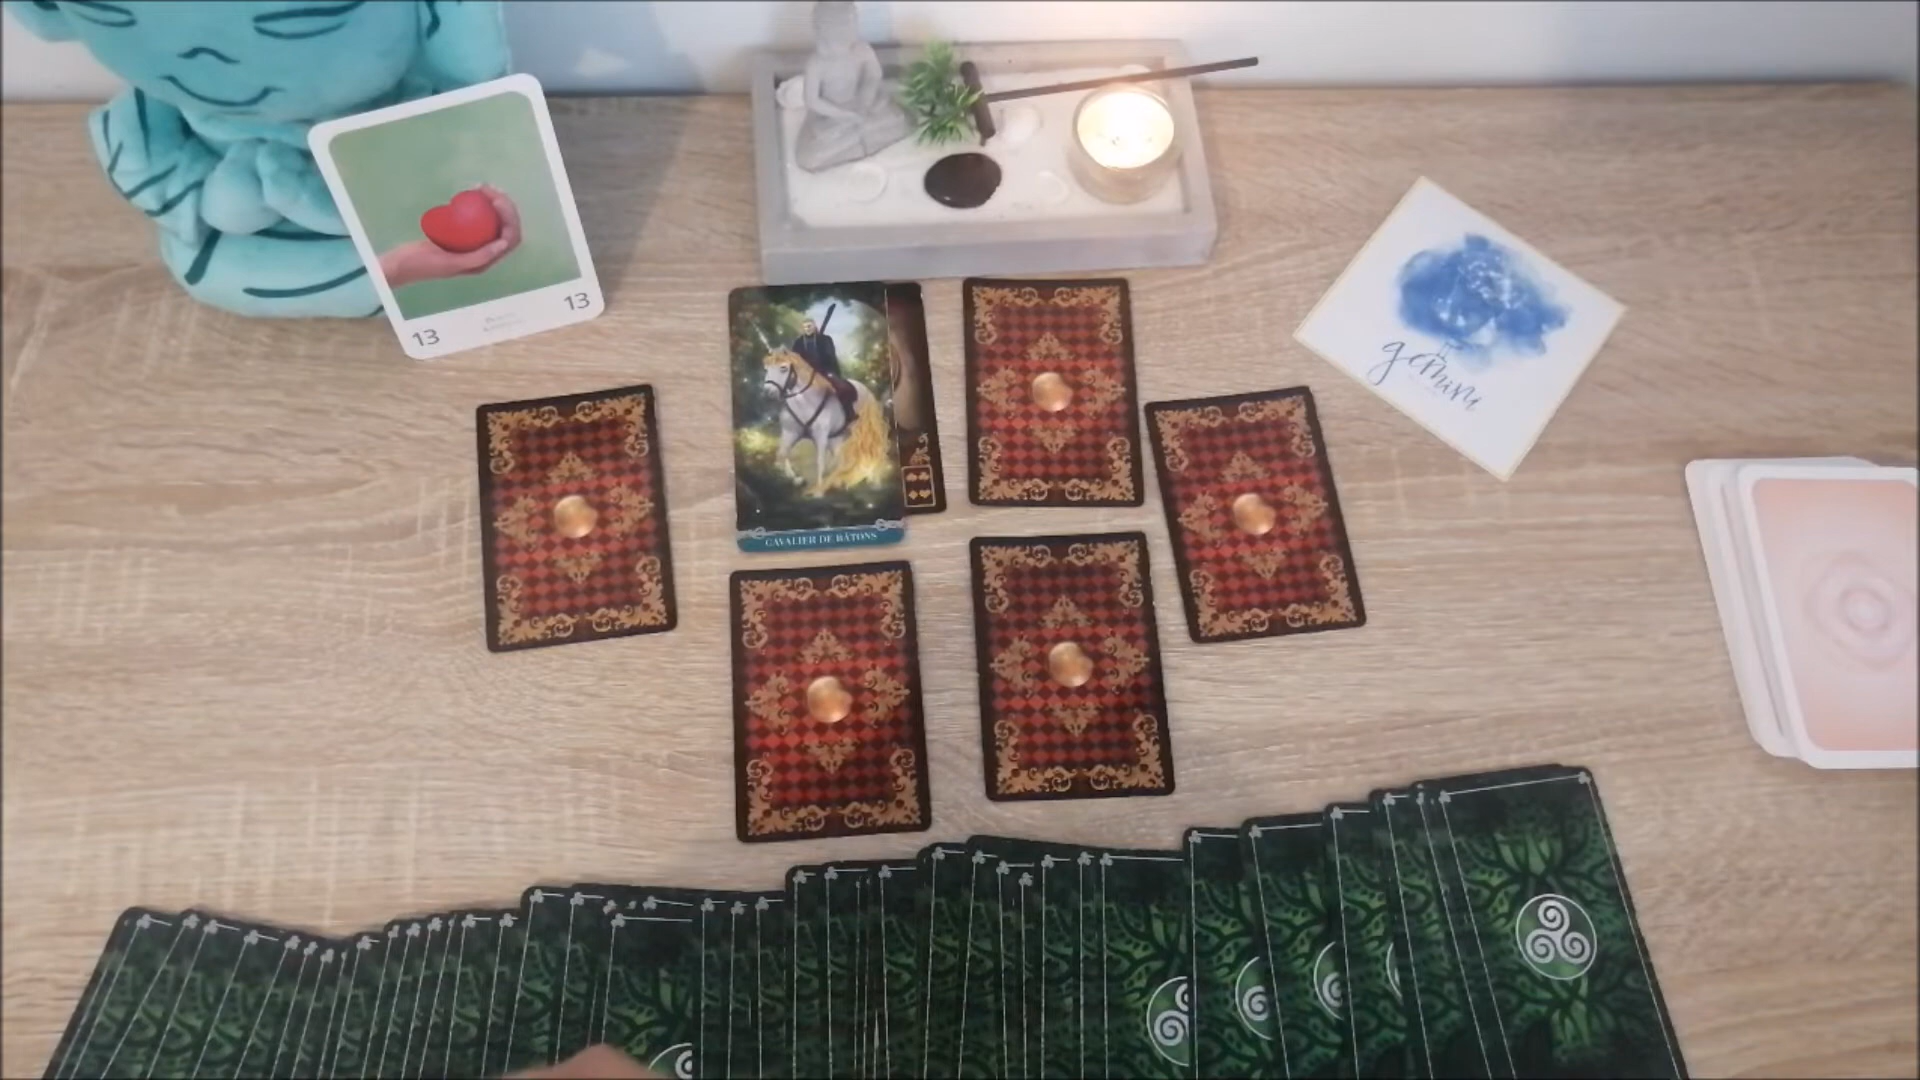 13
13
gemini
CAVALIER DE BÂTONS